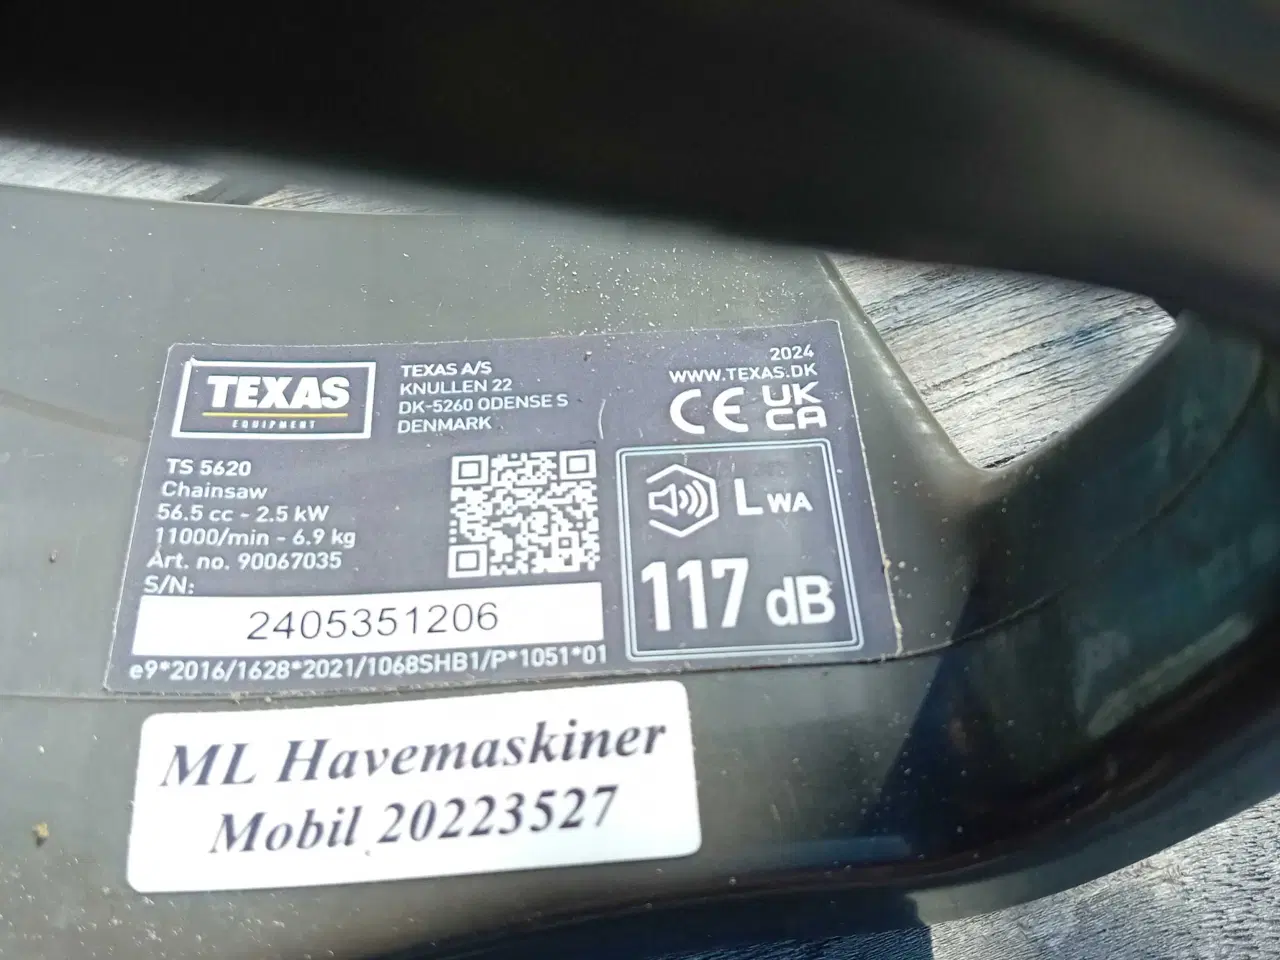 TEXAS
EQUIPMENT
TEXAS A/S
KNULLEN 22
DK-5260 ODENSE S
DENMARK
2024
WWW.TEXAS.DK
CE UK CA
TS 5620
Chainsaw
56.5 cc - 2.5 kW
11000/min - 6.9 kg
Art. no. 90067035
S/N:
2405351206
e9*2016/1628*2021/1068SHB1/P*1051*01
LWA
117 dB
ML Havemaskiner
Mobil 20223527